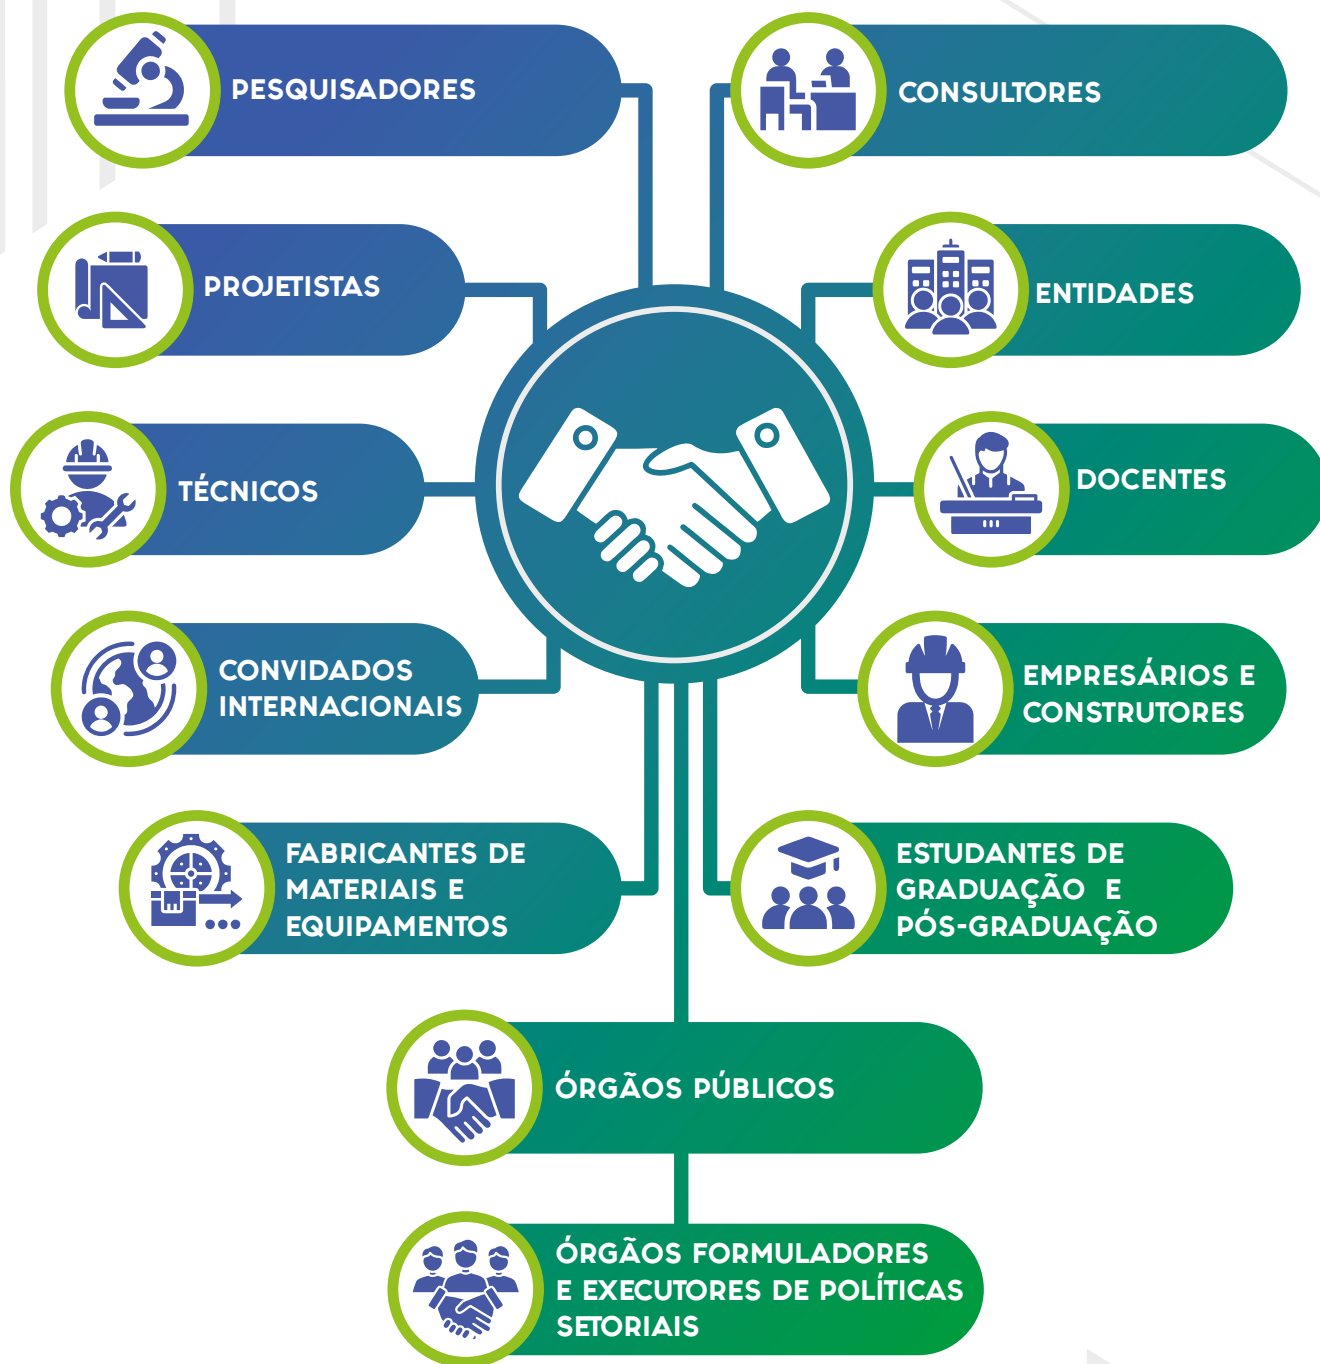 PESQUISADORES
CONSULTORES
PROJETISTAS
ENTIDADES
TÉCNICOS
DOCENTES
CONVIDADOS
INTERNACIONAIS
EMPRESÁRIOS E
CONSTRUTORES
FABRICANTES DE
MATERIAIS E
EQUIPAMENTOS
ESTUDANTES DE
GRADUAÇÃO E
PÓS-GRADUAÇÃO
ÓRGÃOS PÚBLICOS
ÓRGÃOS FORMULADORES
E EXECUTORES DE POLÍTICAS
SETORIAIS